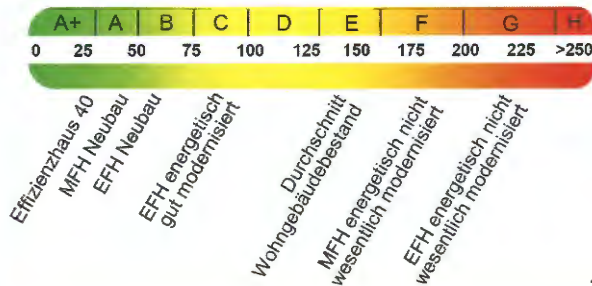 A+ A B C D E F G H
0 25 50 75 100 125 150 175 200 225 >250
Effizienzhaus 40
MFH Neubau
EFH Neubau
EFH energetisch
gut modernisiert
Durchschnitt
Wohngebäudebestand
MFH energetisch nicht
wesentlich modernisiert
EFH energetisch nicht
wesentlich modernisiert